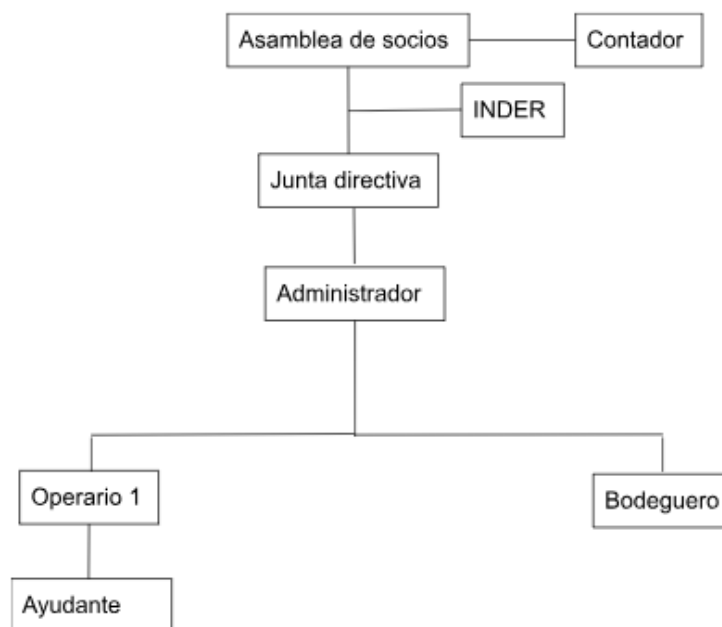 Asamblea de socios
Contador
INDER
Junta directiva
Administrador
Operario 1
Bodeguero
Ayudante